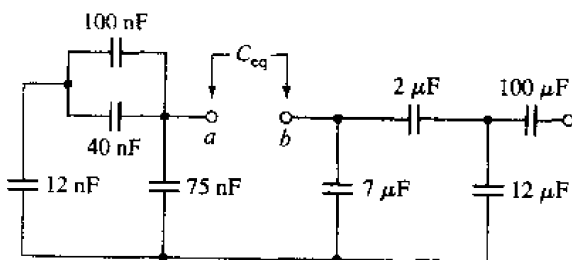 100 nF
C_eq
2 μF
100 μF
a
b
40 nF
12 nF
75 nF
7 μF
12 μF